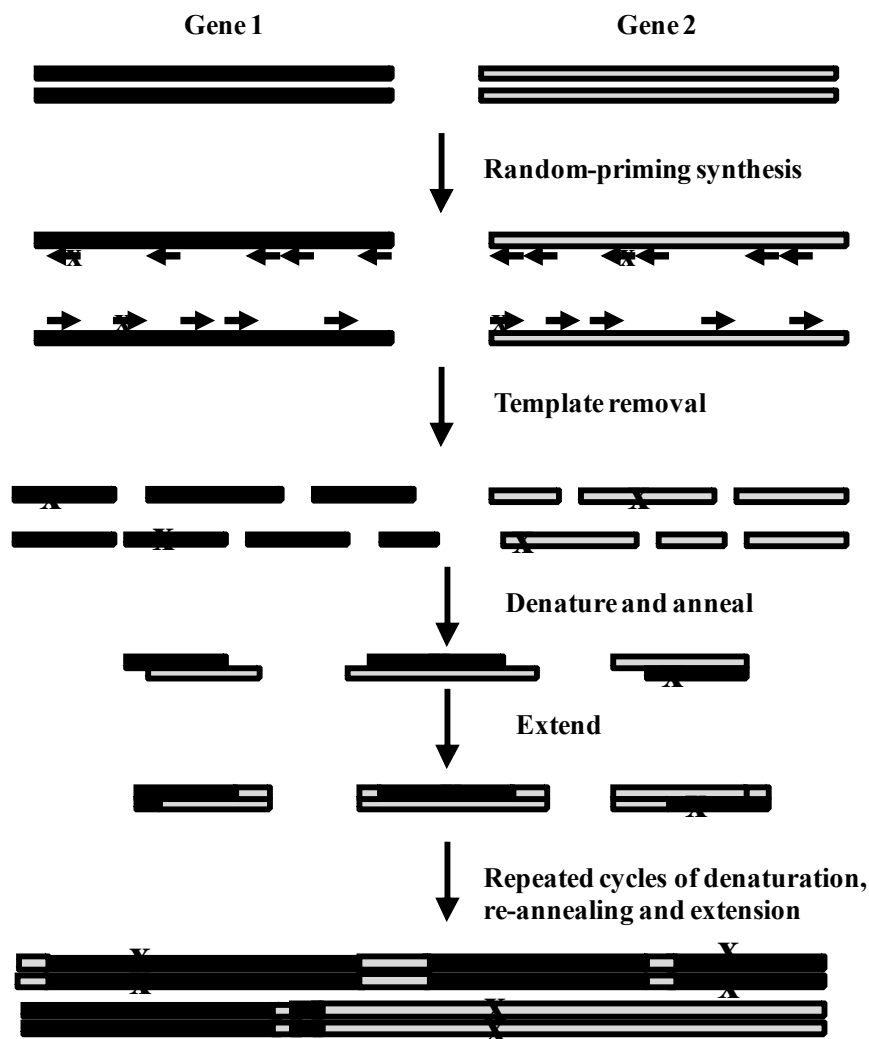 Gene 1
Gene 2
Random-priming synthesis
x
x
x
x
Template removal
x
x
x
x
Denature and anneal
x
Extend
x
Repeated cycles of denaturation,
re-annealing and extension
x
x
x
x
x
x